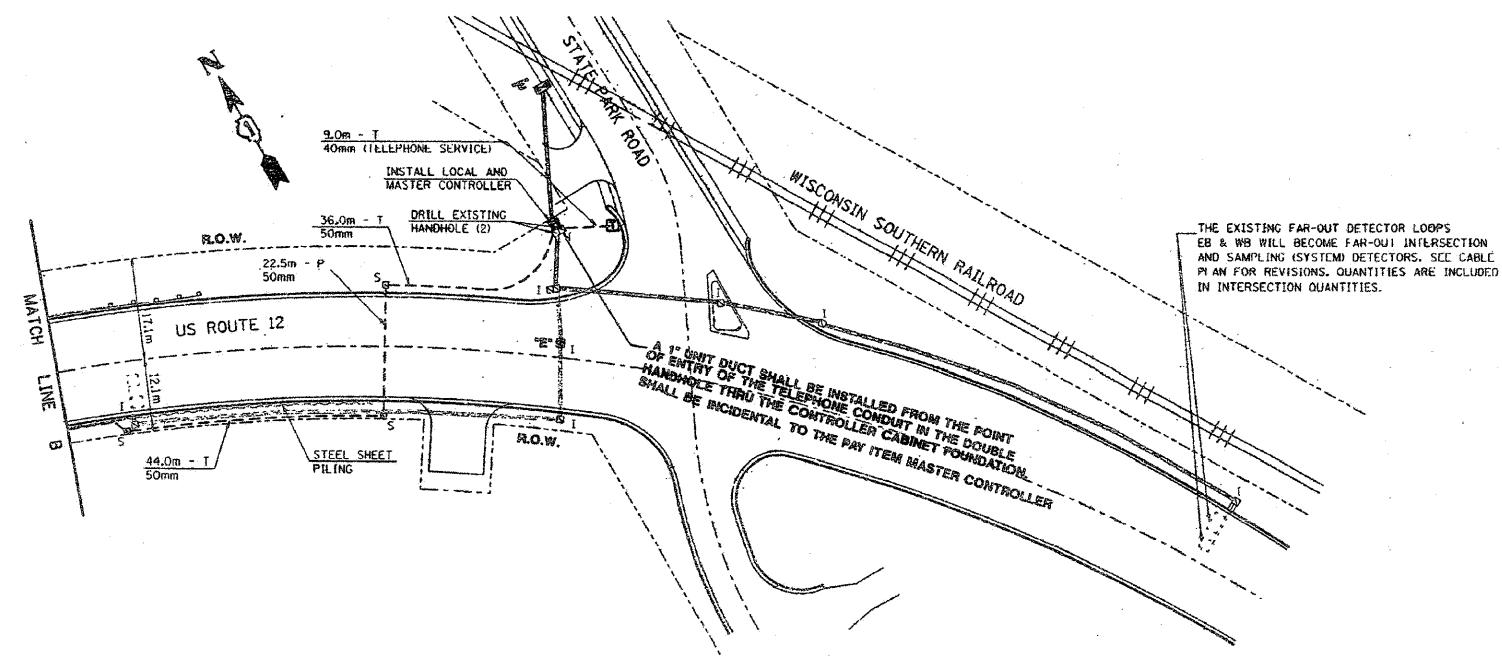 N
STATE PARK ROAD
9.0m - T
40mm (TELEPHONE SERVICE)
INSTALL LOCAL AND
MASTER CONTROLLER
36.0m - T
50mm
DRILL EXISTING
HANDHOLE (2)
R.O.W.
22.5m - P
50mm
S
I
WISCONSIN SOUTHERN RAILROAD
THE EXISTING FAR-OUT DETECTOR LOOPS
EB & WB WILL BECOME FAR-OUT INTERSECTION
AND SAMPLING (SYSTEM) DETECTORS. SEE CABLE
PLAN FOR REVISIONS. QUANTITIES ARE INCLUDED
IN INTERSECTION QUANTITIES.
MATCH LINE B
17.1m
US ROUTE 12
I
"E"
I
12.1m
A 1" UNIT DUCT SHALL BE INSTALLED FROM THE POINT
OF ENTRY OF THE TELEPHONE CONDUIT IN THE DOUBLE
HANDHOLE THRU THE CONTROLLER CABINET FOUNDATION.
SHALL BE INCIDENTAL TO THE PAY ITEM MASTER CONTROLLER
I
S
S
I
R.O.W.
44.0m - T
50mm
STEEL SHEET
PILING
I